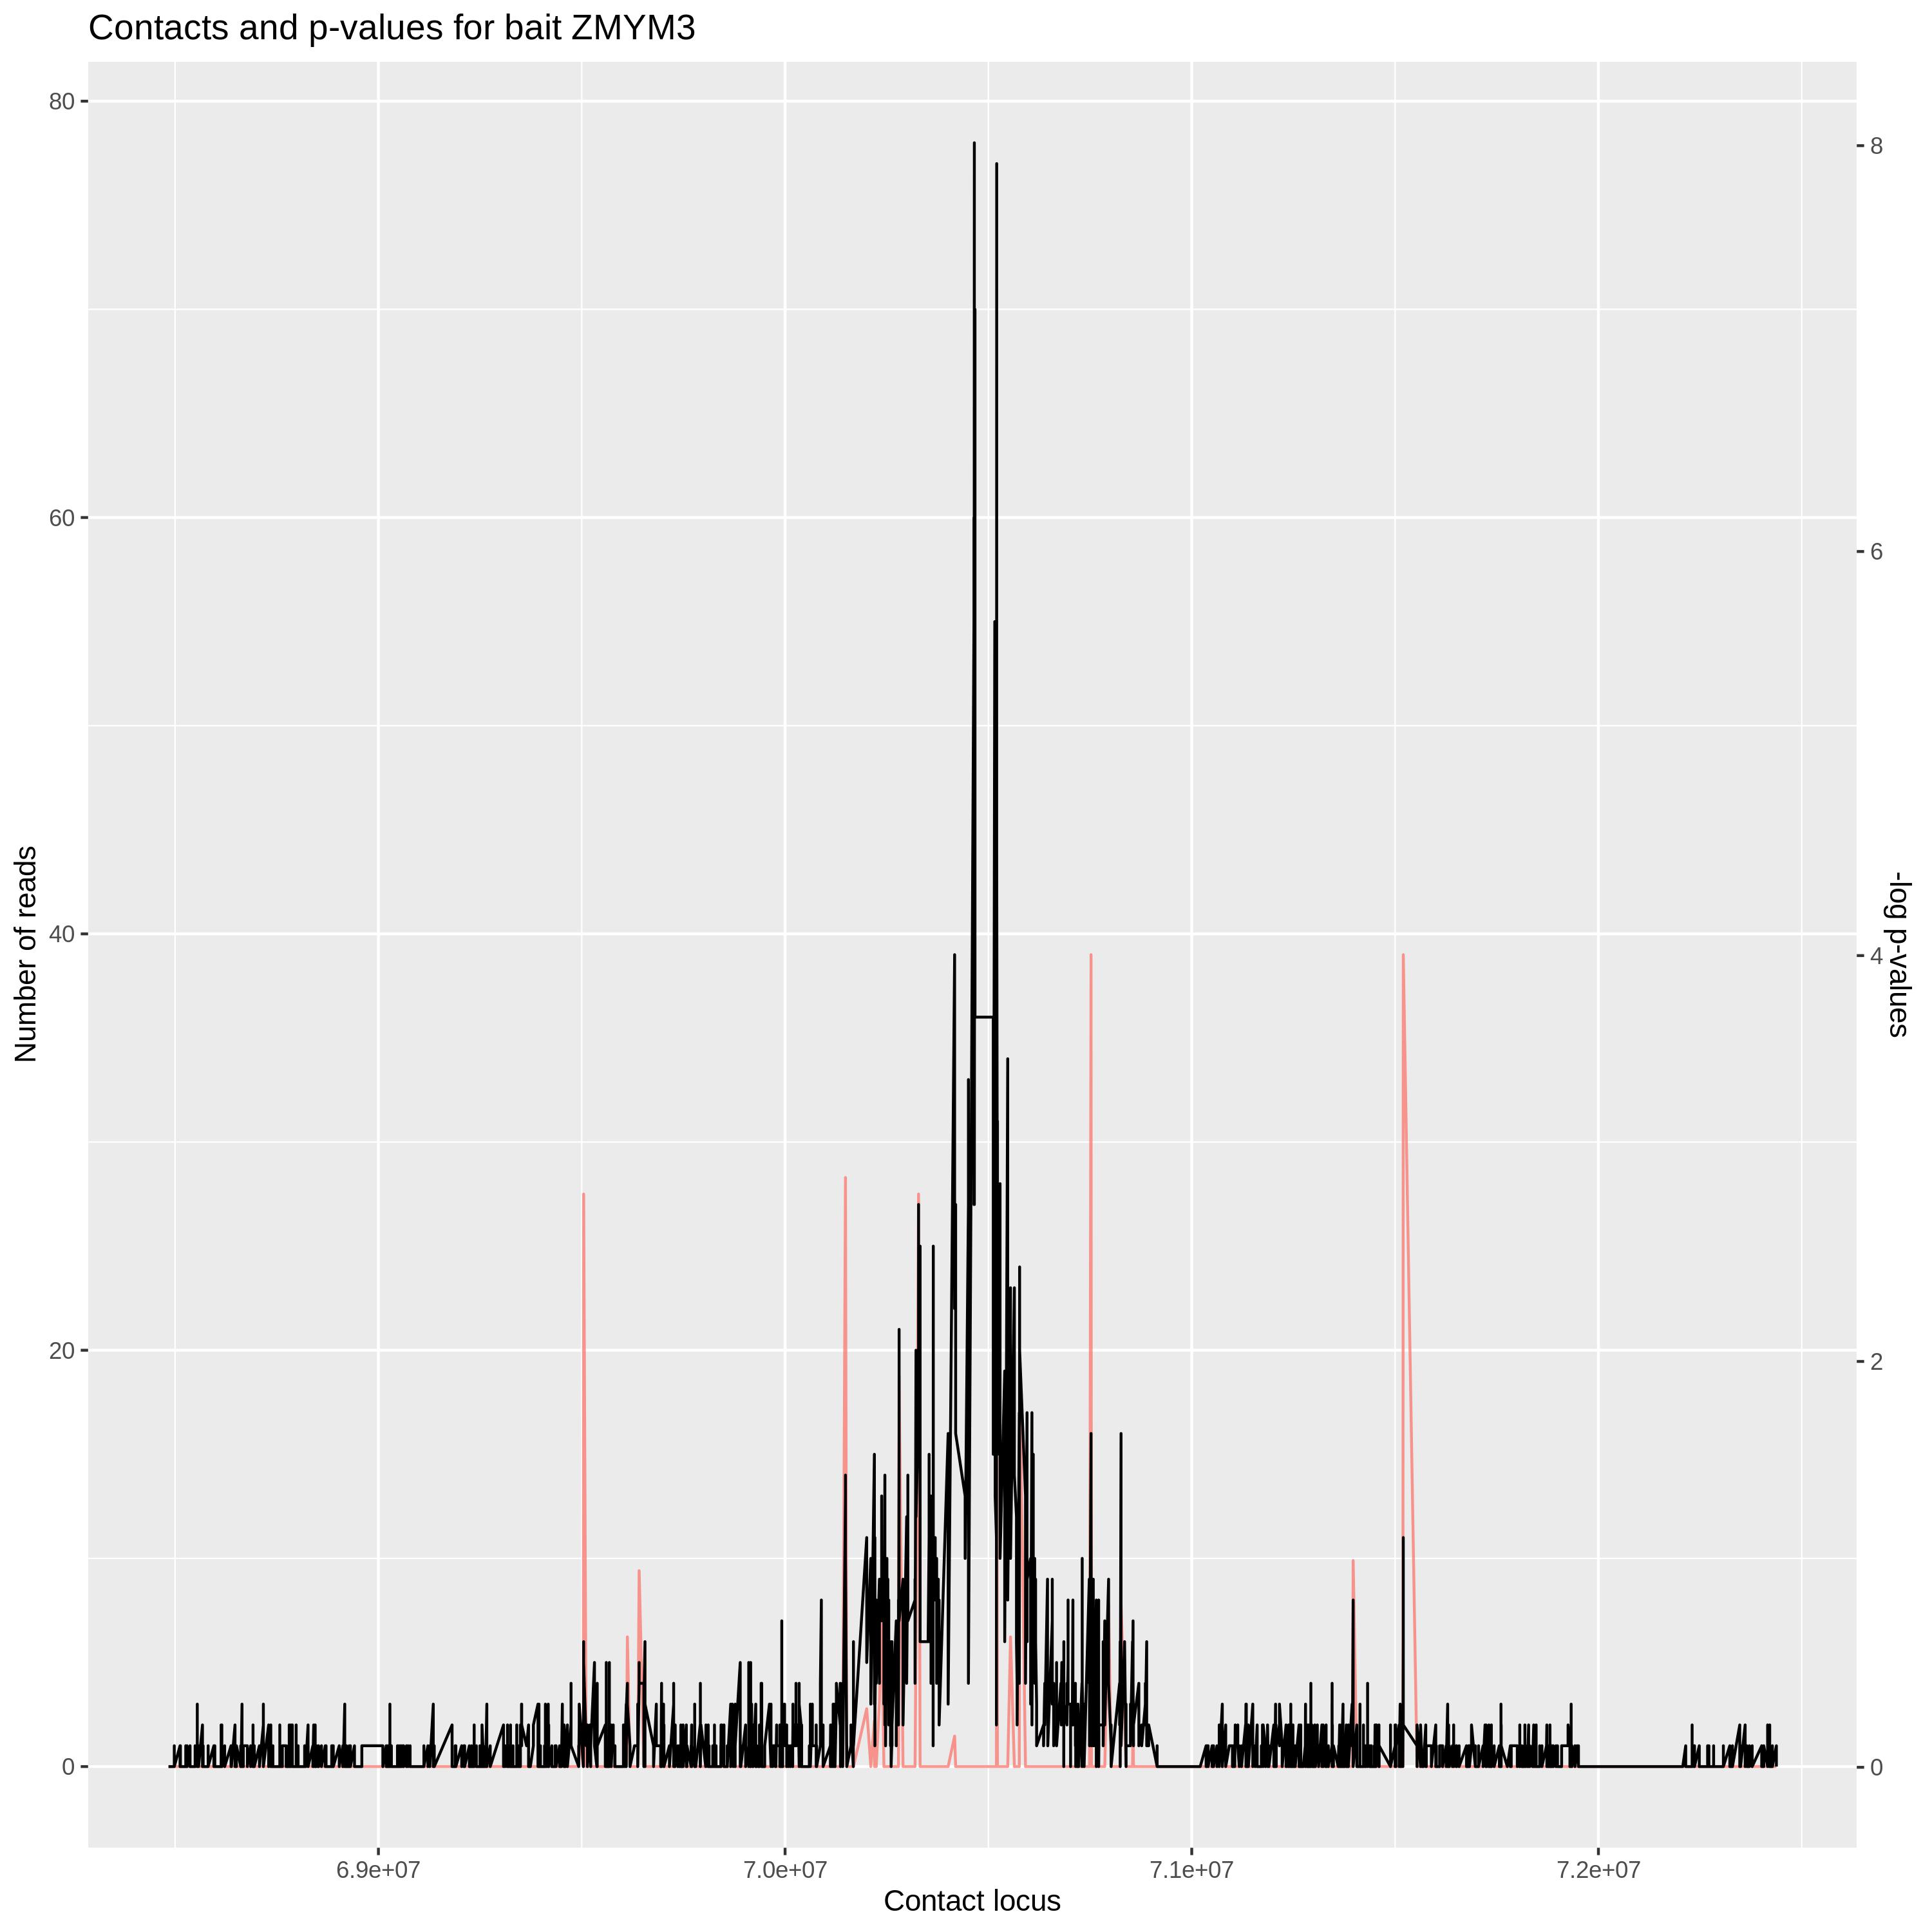 Contacts and p-values for bait ZMYM3
80
60
40
20
0
Number of reads
8
6
4
2
0
-log p-values
6.9e+07 7.0e+07 7.1e+07 7.2e+07
Contact locus